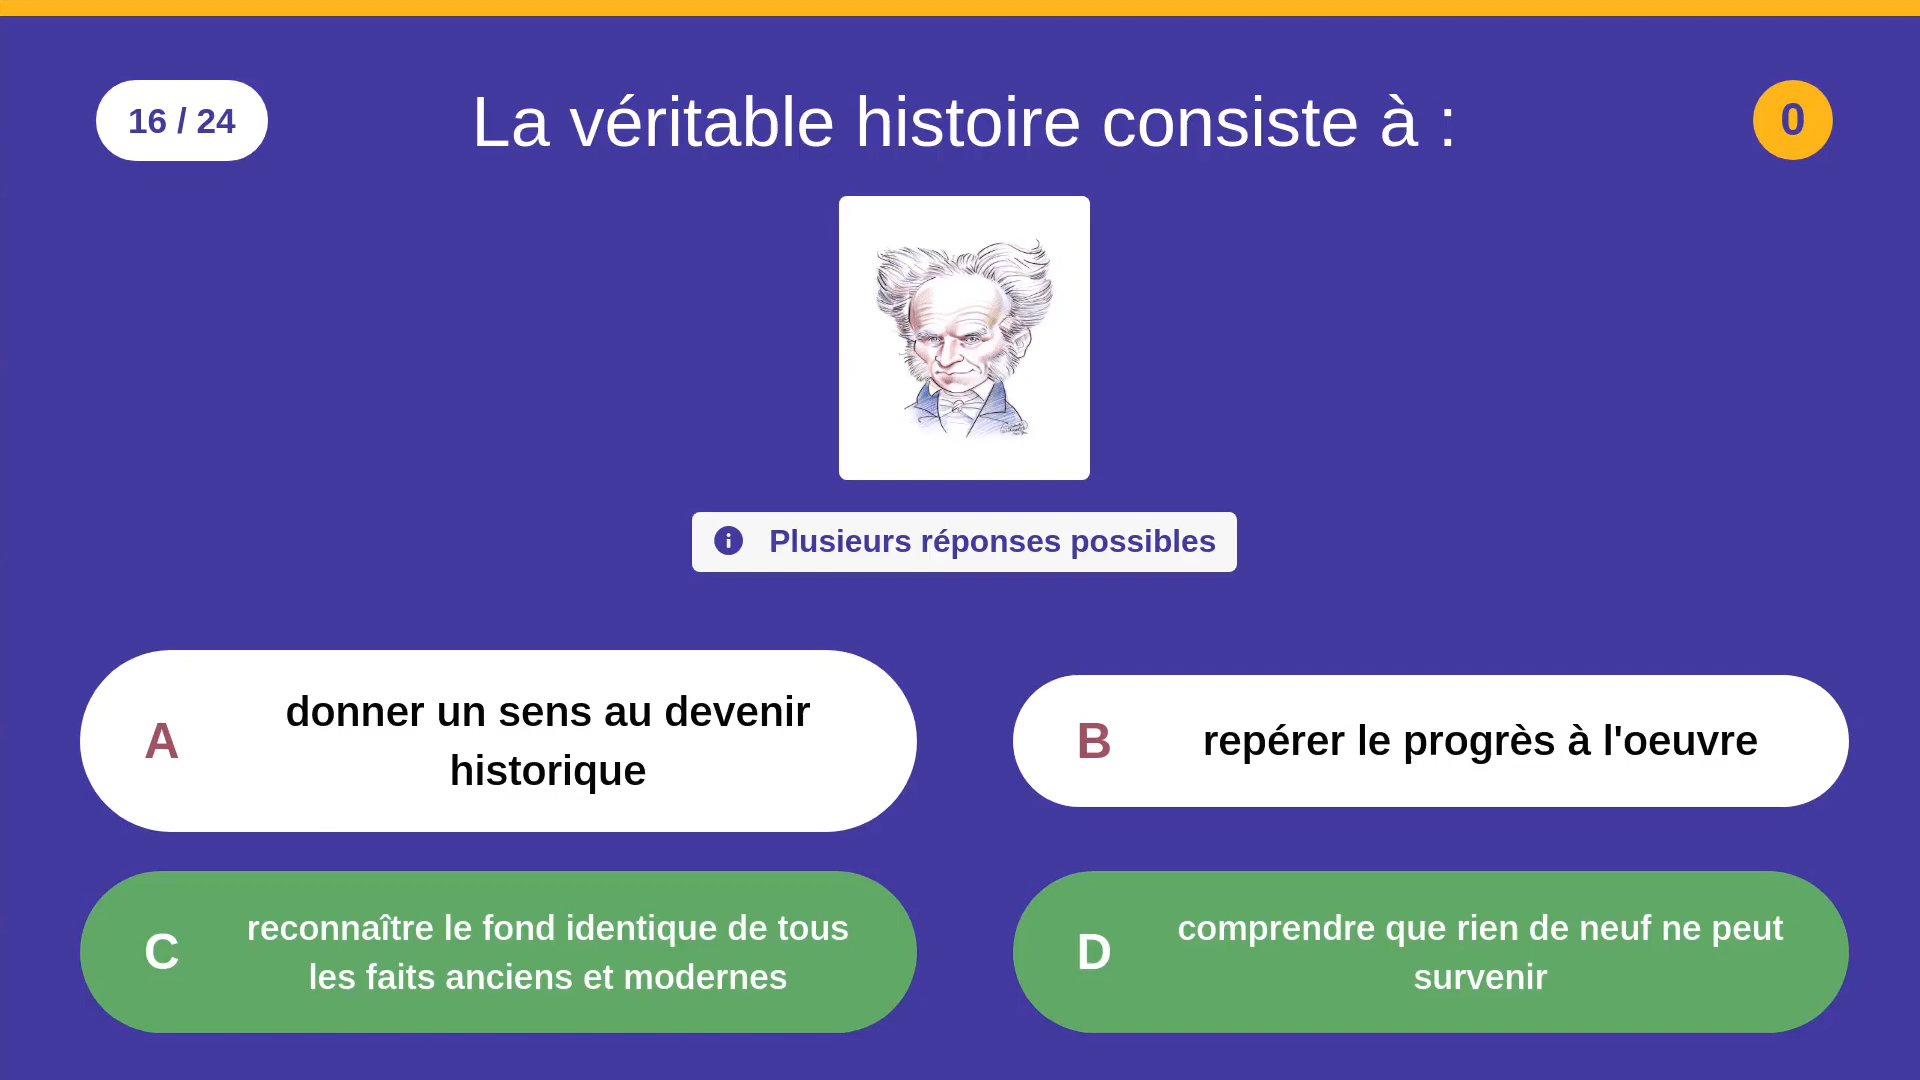 16 / 24
La véritable histoire consiste à :
0
Plusieurs réponses possibles
A
donner un sens au devenir
historique
B
repérer le progrès à l'oeuvre
C
reconnaître le fond identique de tous
les faits anciens et modernes
D
comprendre que rien de neuf ne peut
survenir